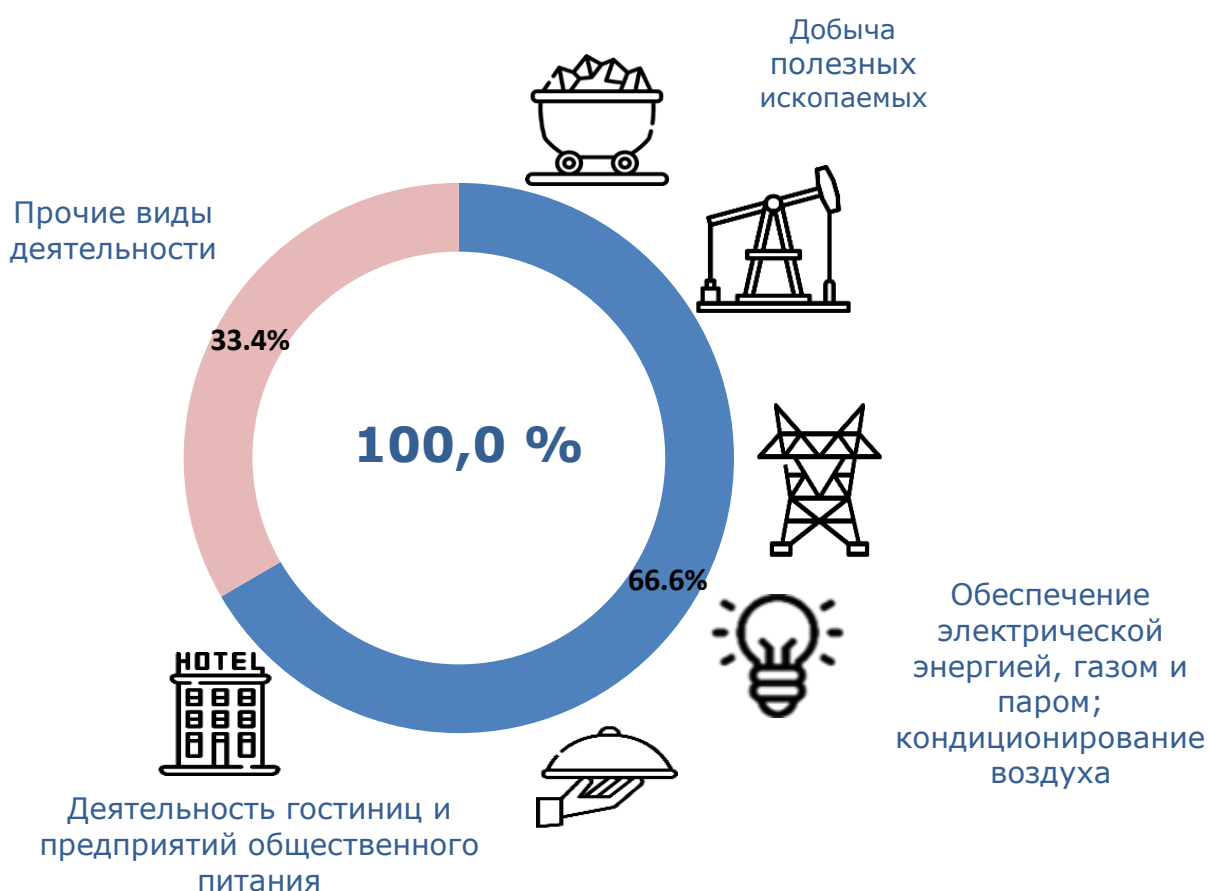 Добыча
полезных
ископаемых
Прочие виды
деятельности
33.4%
100,0 %
66.6%
Обеспечение
электрической
энергией, газом и
паром;
кондиционирование
воздуха
HOTEL
Деятельность гостиниц и
предприятий общественного
питания